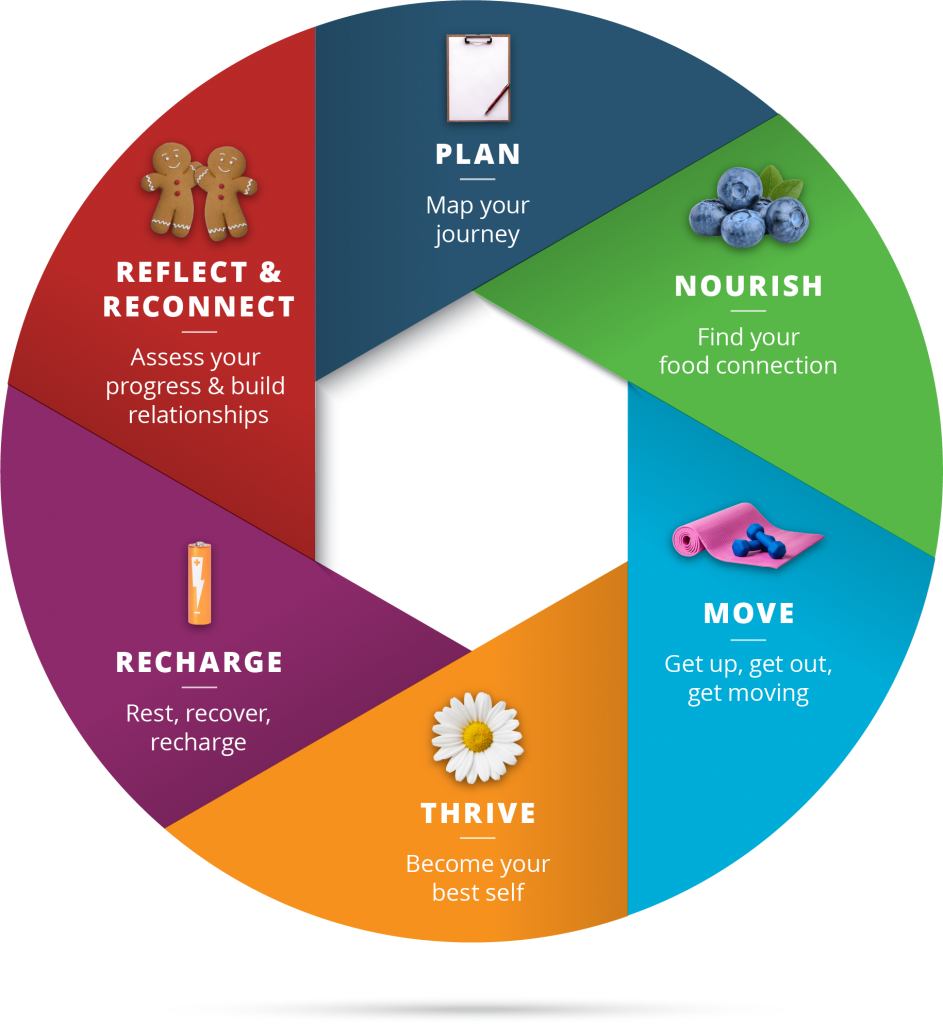 PLAN
Map your
journey
NOURISH
Find your
food connection
MOVE
Get up, get out,
get moving
THRIVE
Become your
best self
RECHARGE
Rest, recover,
recharge
REFLECT &
RECONNECT
Assess your
progress & build
relationships